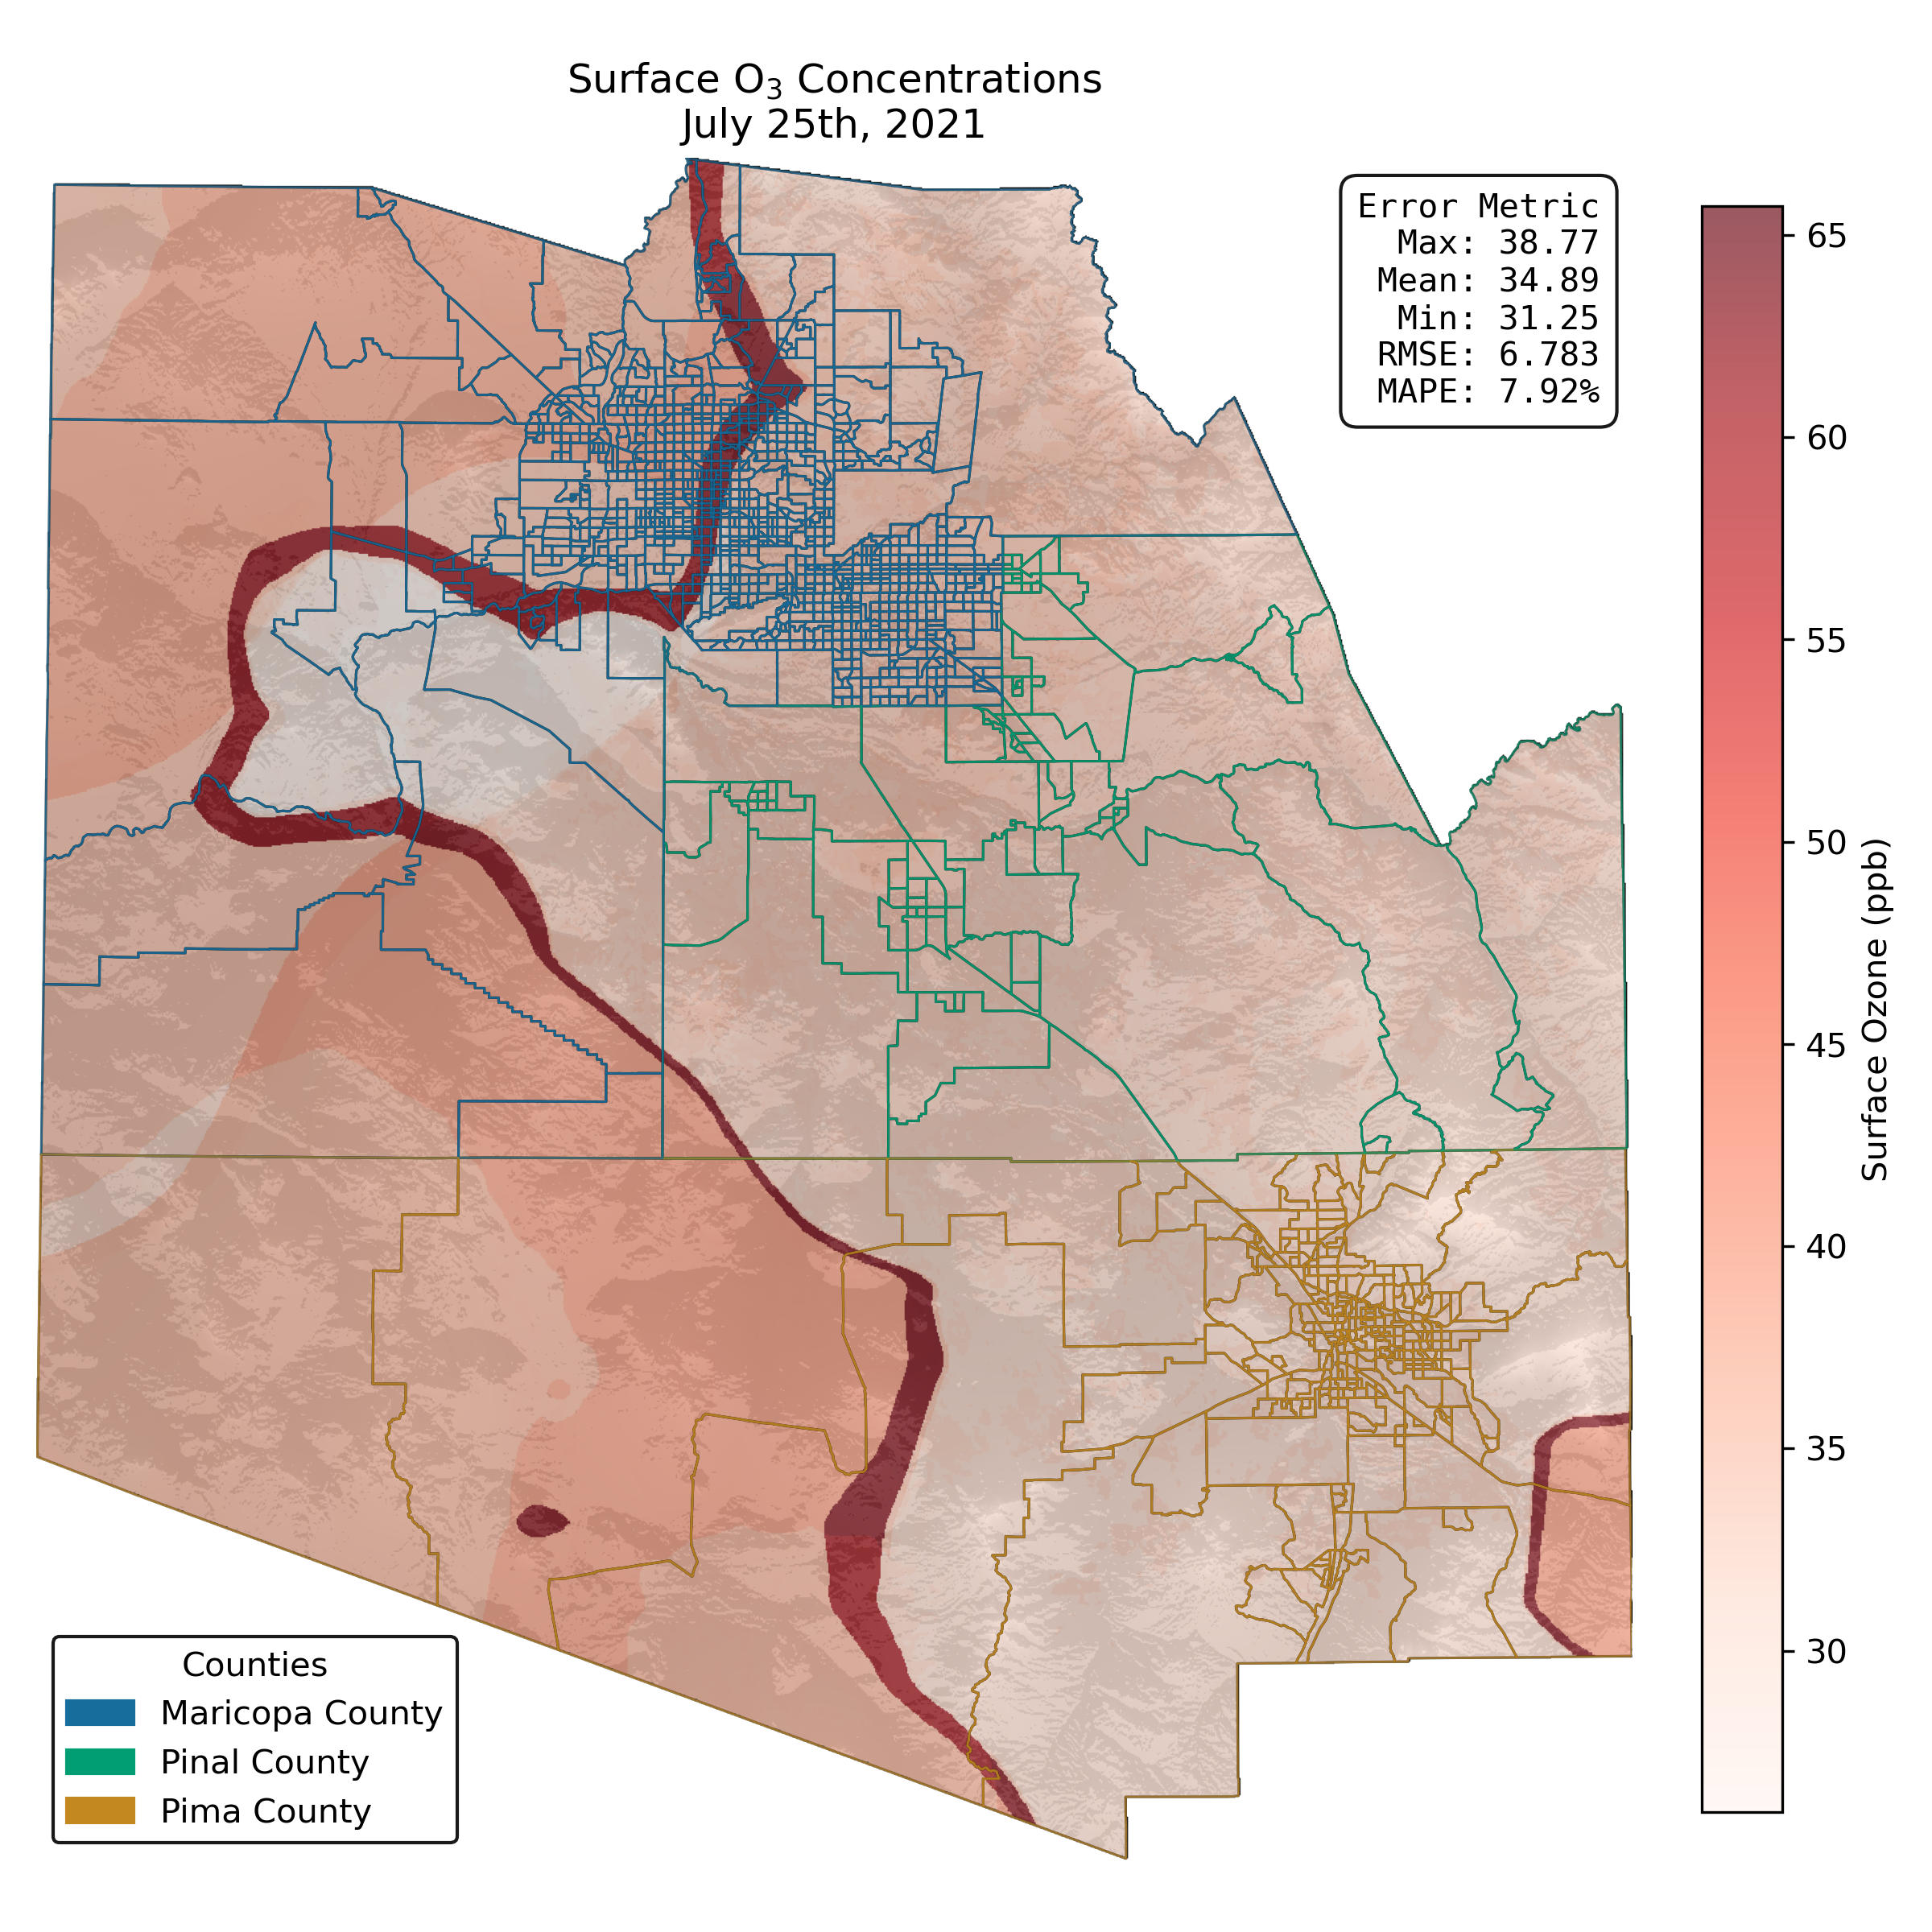 Surface O₃ Concentrations
July 25th, 2021
Error Metric
Max: 38.77
Mean: 34.89
Min: 31.25
RMSE: 6.783
MAPE: 7.92%
65
60
55
50
45
40
35
30
Surface Ozone (ppb)
Counties
Maricopa County
Pinal County
Pima County